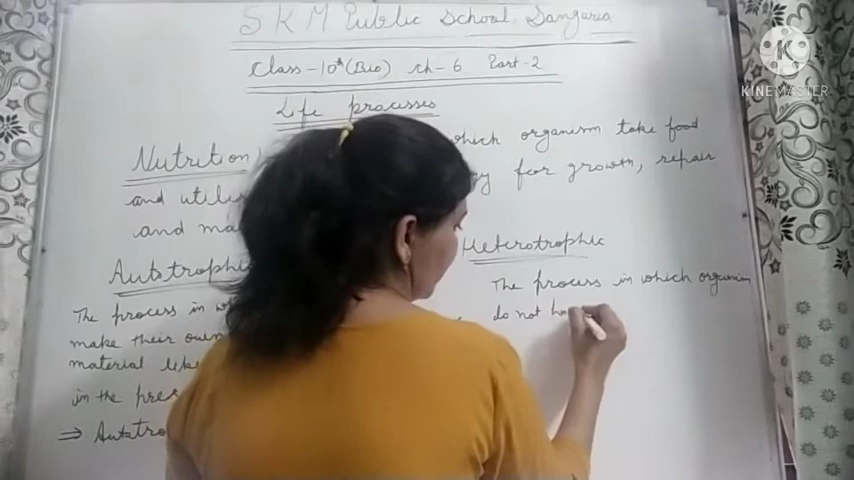 S K M Public School, Sangaria
Class - 10th (Bio) ch - 6 Part - 2
Life processes
Nutrition which organism take food
and utili for growth, repair
and ma
Autotrophic Heterotrophic
The process in The process in which organism
make their own do not ha
material like
in the pres
⇒ Autotro
K
KINEMASTER